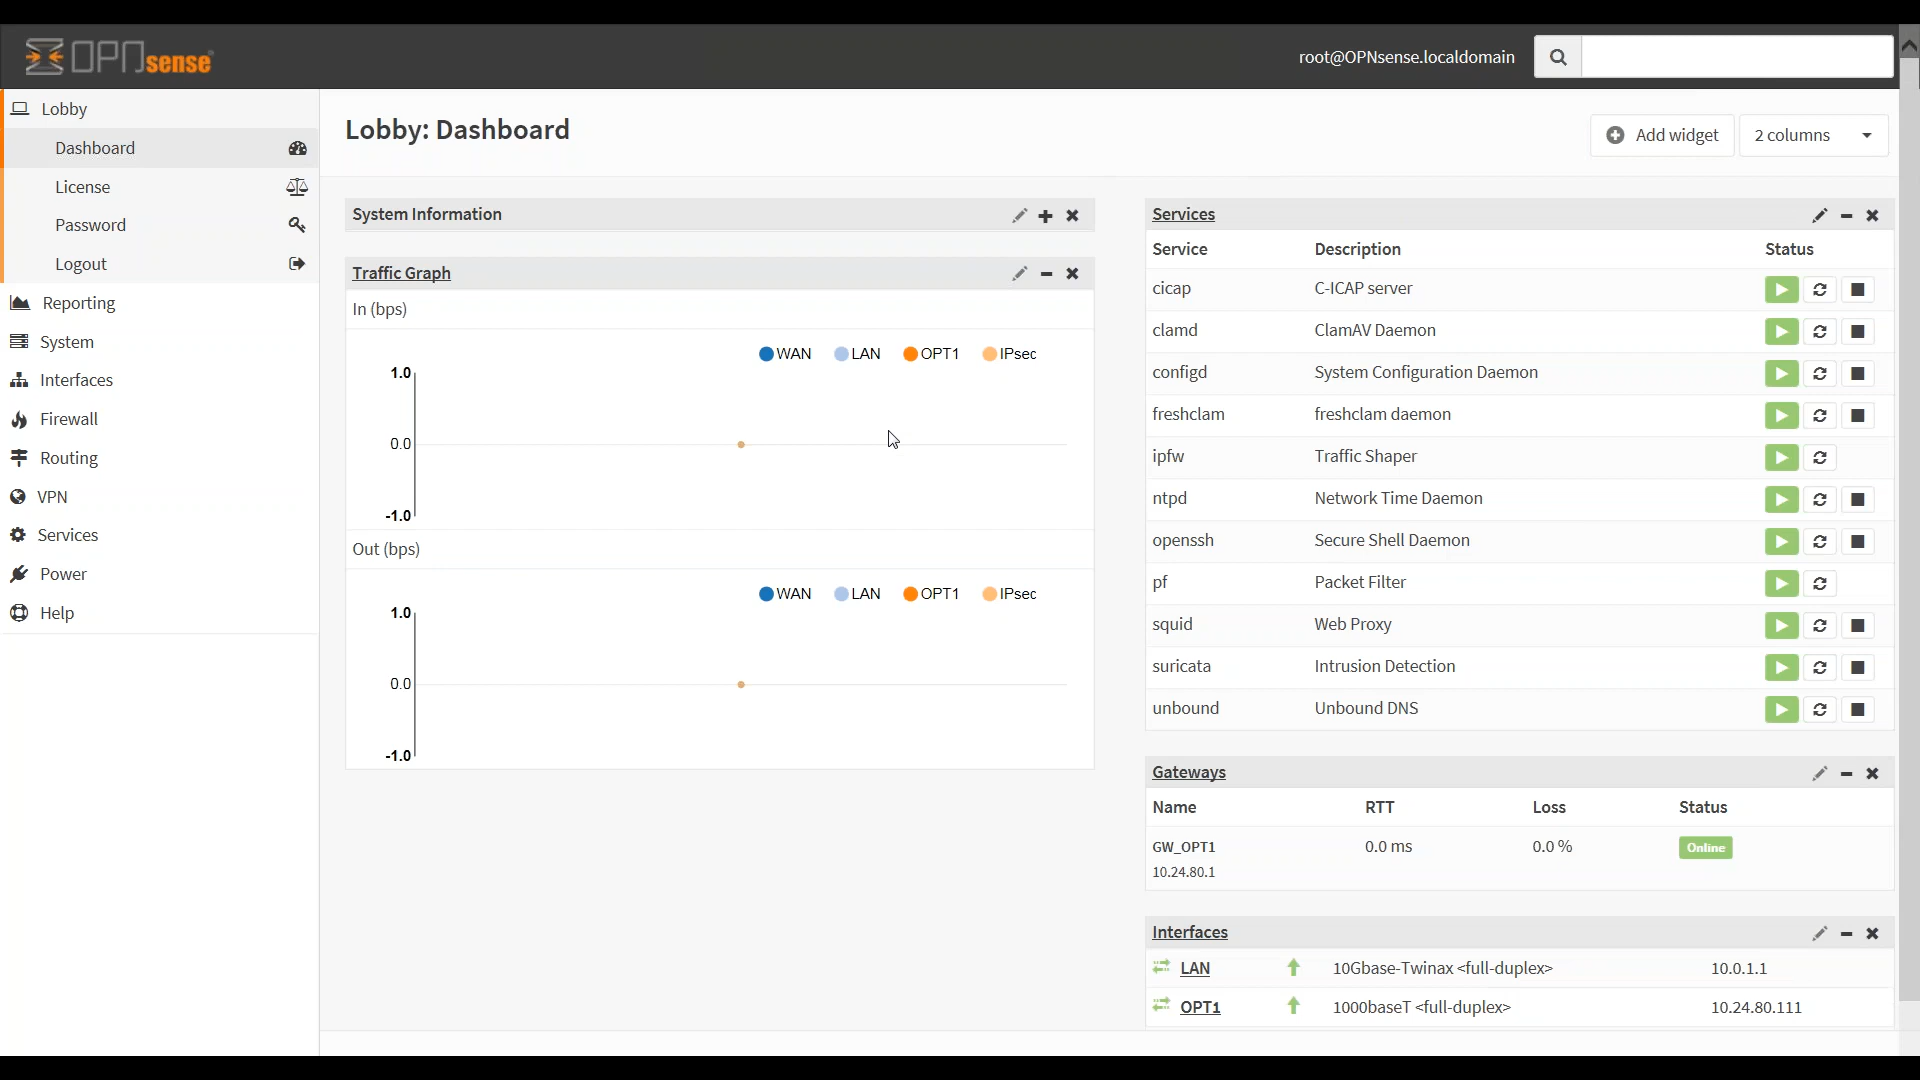 OPNsense
root@OPNsense.localdomain
Lobby
Dashboard
License
Password
Logout
Reporting
System
Interfaces
Firewall
Routing
VPN
Services
Power
Help
Lobby: Dashboard
Add widget
2 columns
System Information
Traffic Graph
In (bps)
WAN LAN OPT1 IPsec
1.0
0.0
-1.0
Out (bps)
WAN LAN OPT1 IPsec
1.0
0.0
-1.0
Services
Service Description Status
cicap C-ICAP server
clamd ClamAV Daemon
configd System Configuration Daemon
freshclam freshclam daemon
ipfw Traffic Shaper
ntpd Network Time Daemon
openssh Secure Shell Daemon
pf Packet Filter
squid Web Proxy
suricata Intrusion Detection
unbound Unbound DNS
Gateways
Name RTT Loss Status
GW_OPT1 0.0 ms 0.0 % Online
10.24.80.1
Interfaces
LAN 10Gbase-Twinax <full-duplex> 10.0.1.1
OPT1 1000baseT <full-duplex> 10.24.80.111